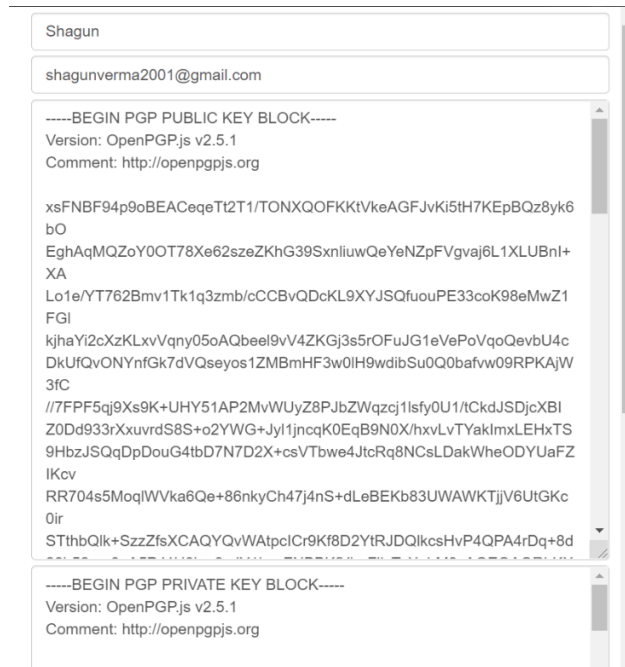 Shagun
shagunverma2001@gmail.com
-----BEGIN PGP PUBLIC KEY BLOCK-----
Version: OpenPGP.js v2.5.1
Comment: http://openpgpjs.org
xsFNBF94p9oBEACeqeTt2T1/TONXQOFKKtVkeAGFJvKi5tH7KEpBQz8yk6
bO
EghAqMQZoY0OT78Xe62szeZKhG39SxnliuwQeYeNZpFVgvaj6L1XLUBnI+
XA
Lo1e/YT762Bmv1Tk1q3zmb/cCCBvQDcKL9XYJSQfuouPE33coK98eMwZ1
FGl
kjhaYi2cXzKLxvVqny05oAQbeel9vV4ZKGj3s5rOFuJG1eVePoVqoQevbU4c
DkUfQvONYnfGk7dVQseyos1ZMBmHF3w0lH9wdibSu0Q0bafvw09RPKAjW
3fC
//7FPF5qj9Xs9K+UHY51AP2MvWUyZ8PJbZWqzcj1lsfy0U1/tCkdJSDjcXBI
Z0Dd933rXxuvrdS8S+o2YWG+Jyl1jncqK0EqB9N0X/hxvLvTYakImxLEHxTS
9HbzJSQqDpDouG4tbD7N7D2X+csVTbwe4JtcRq8NCsLDakWheODYUaFZ
IKcv
RR704s5MoqlWVka6Qe+86nkyCh47j4nS+dLeBEKb83UWAWKTjjV6UtGKc
0ir
STthbQlk+SzzZfsXCAQYQvWAtpcICr9Kf8D2YtRJDQlkcsHvP4QPA4rDq+8d
-----BEGIN PGP PRIVATE KEY BLOCK-----
Version: OpenPGP.js v2.5.1
Comment: http://openpgpjs.org